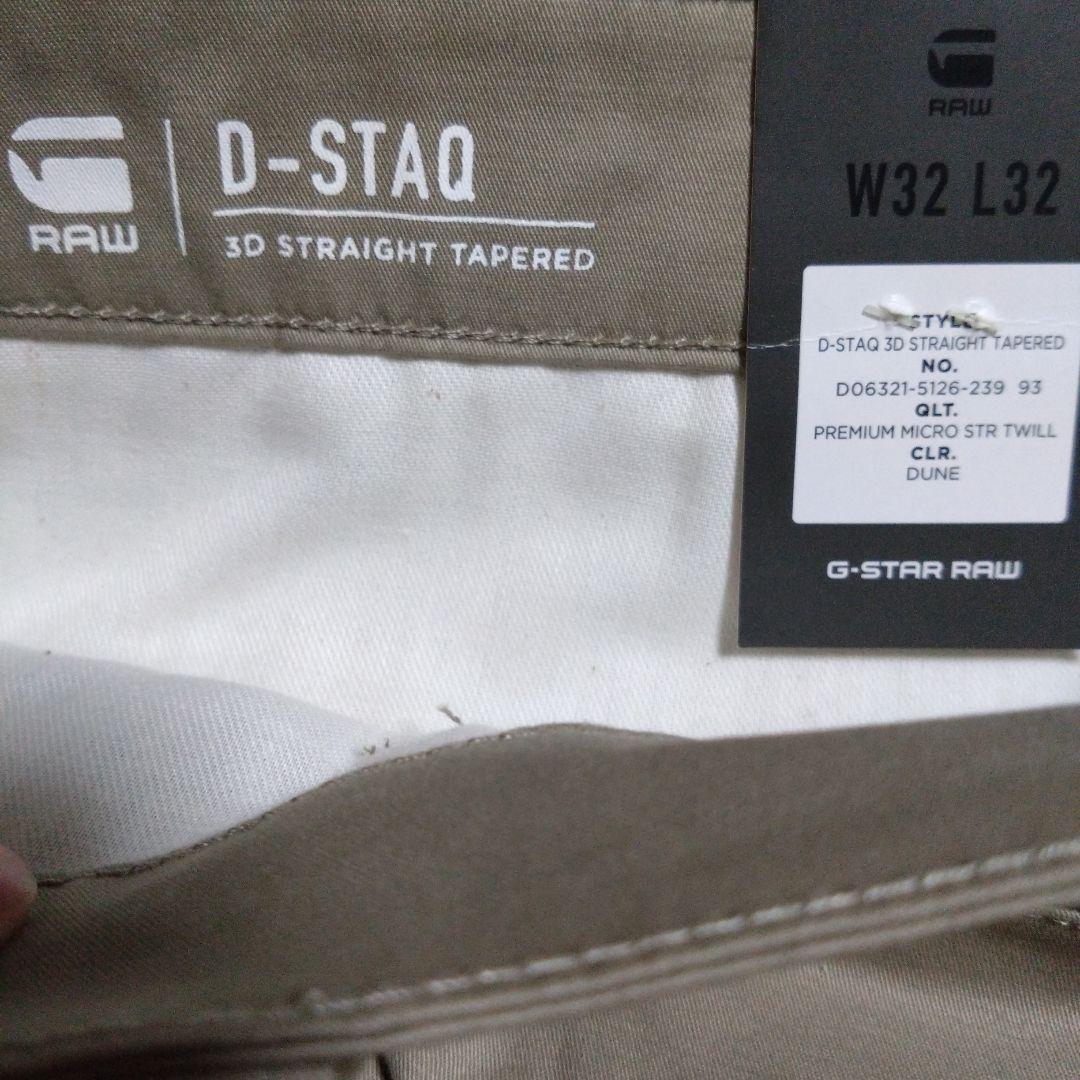 RAW
D-STAQ
3D STRAIGHT TAPERED
RAW
W32 L32
STYLE
D-STAQ 3D STRAIGHT TAPERED
NO.
D06321-5126-239 93
QLT.
PREMIUM MICRO STR TWILL
CLR.
DUNE
G-STAR RAW